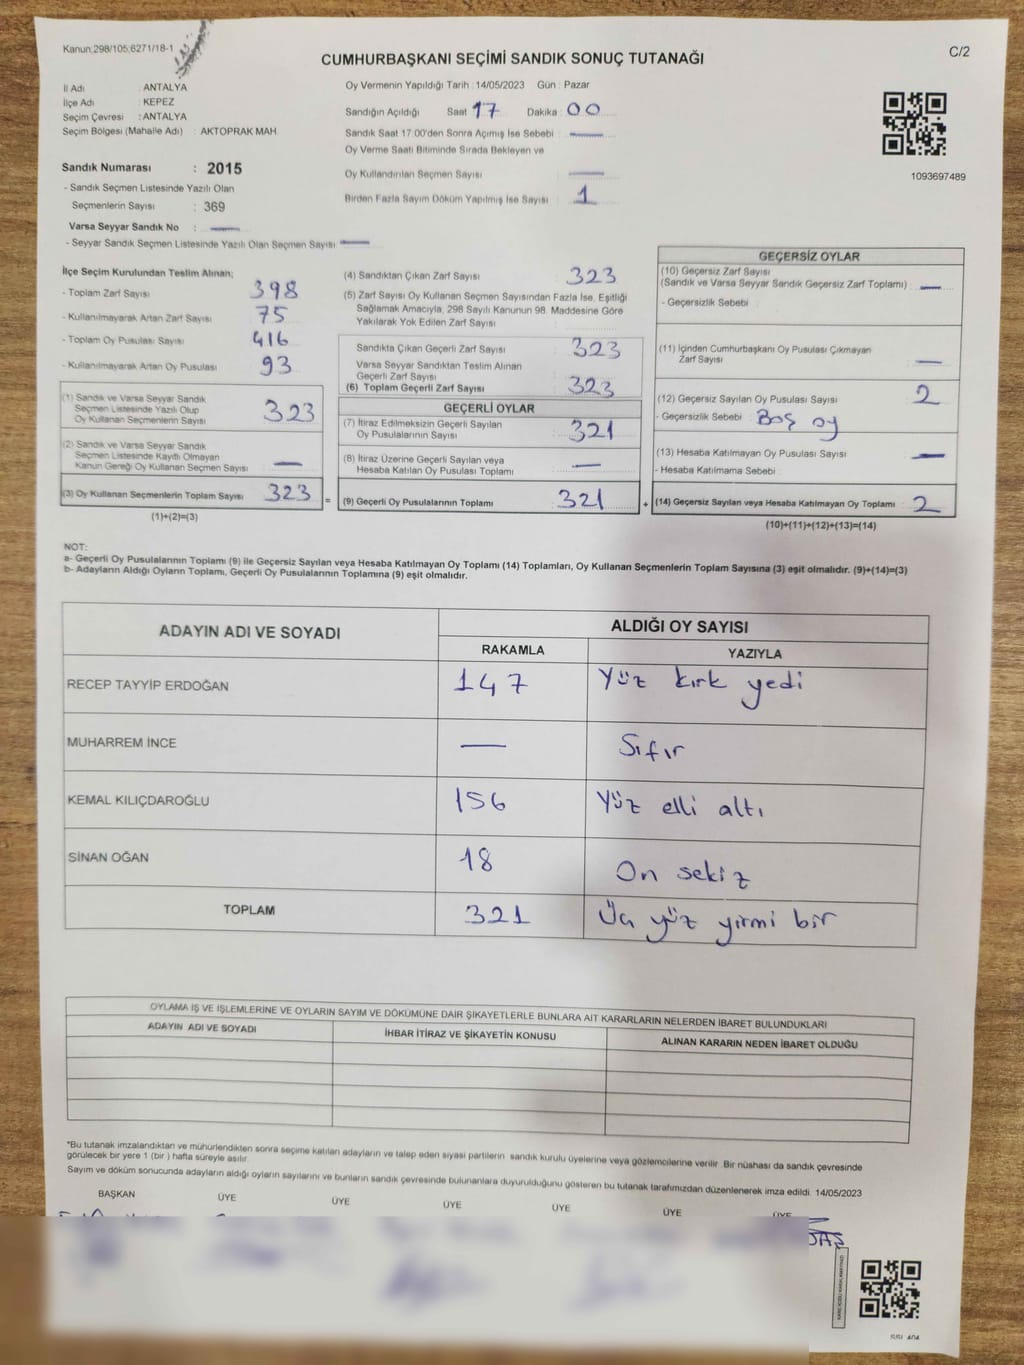 Kanun:298/105;6271/18-1
C/2
CUMHURBAŞKANI SEÇİMİ SANDIK SONUÇ TUTANAĞI
İl Adı : ANTALYA
İlçe Adı : KEPEZ
Seçim Çevresi : ANTALYA
Seçim Bölgesi (Mahalle Adı) : AKTOPRAK MAH.
Sandık Numarası : 2015
- Sandık Seçmen Listesinde Yazılı Olan
Seçmenlerin Sayısı : 369
Varsa Seyyar Sandık No : —
- Seyyar Sandık Seçmen Listesinde Yazılı Olan Seçmen Sayısı : —
Oy Vermenin Yapıldığı Tarih : 14/05/2023 Gün : Pazar
Sandığın Açıldığı Saat : 17 Dakika : 00
Sandık Saat 17.00'den Sonra Açılmış İse Sebebi : —
Oy Verme Saati Bitiminde Sırada Bekleyen ve
Oy Kullandırılan Seçmen Sayısı : —
Birden Fazla Sayım Döküm Yapılmış İse Sayısı : 1
1093697489
İlçe Seçim Kurulundan Teslim Alınan;
- Toplam Zarf Sayısı : 398
- Kullanılmayarak Artan Zarf Sayısı : 75
- Toplam Oy Pusulası Sayısı : 416
- Kullanılmayarak Artan Oy Pusulası : 93
(1) Sandık ve Varsa Seyyar Sandık
Seçmen Listesinde Yazılı Olup
Oy Kullanan Seçmenlerin Sayısı : 323
(2) Sandık ve Varsa Seyyar Sandık
Seçmen Listesinde Kayıtlı Olmayan
Kanun Gereği Oy Kullanan Seçmen Sayısı : —
(3) Oy Kullanan Seçmenlerin Toplam Sayısı : 323
(1)+(2)=(3)
=
(4) Sandıktan Çıkan Zarf Sayısı : 323
(5) Zarf Sayısı Oy Kullanan Seçmen Sayısından Fazla İse, Eşitliği
Sağlamak Amacıyla, 298 Sayılı Kanunun 98. Maddesine Göre
Yakılarak Yok Edilen Zarf Sayısı :
Sandıkta Çıkan Geçerli Zarf Sayısı : 323
Varsa Seyyar Sandıktan Teslim Alınan
Geçerli Zarf Sayısı :
(6) Toplam Geçerli Zarf Sayısı : 323
GEÇERLİ OYLAR
(7) İtiraz Edilmeksizin Geçerli Sayılan
Oy Pusulalarının Sayısı : 321
(8) İtiraz Üzerine Geçerli Sayılan veya
Hesaba Katılan Oy Pusulası Toplamı : —
(9) Geçerli Oy Pusulalarının Toplamı : 321
+
GEÇERSİZ OYLAR
(10) Geçersiz Zarf Sayısı
(Sandık ve Varsa Seyyar Sandık Geçersiz Zarf Toplamı) : —
- Geçersizlik Sebebi :
(11) İçinden Cumhurbaşkanı Oy Pusulası Çıkmayan
Zarf Sayısı : —
(12) Geçersiz Sayılan Oy Pusulası Sayısı : 2
- Geçersizlik Sebebi : Boş oy
(13) Hesaba Katılmayan Oy Pusulası Sayısı : —
- Hesaba Katılmama Sebebi :
(14) Geçersiz Sayılan veya Hesaba Katılmayan Oy Toplamı : 2
(10)+(11)+(12)+(13)=(14)
NOT:
a- Geçerli Oy Pusulalarının Toplamı (9) ile Geçersiz Sayılan veya Hesaba Katılmayan Oy Toplamı (14) Toplamları, Oy Kullanan Seçmenlerin Toplam Sayısına (3) eşit olmalıdır. (9)+(14)=(3)
b- Adayların Aldığı Oyların Toplamı, Geçerli Oy Pusulalarının Toplamına (9) eşit olmalıdır.
ADAYIN ADI VE SOYADI ALDIĞI OY SAYISI
RAKAMLA YAZIYLA
RECEP TAYYİP ERDOĞAN 147 Yüz kırk yedi
MUHARREM İNCE — Sıfır
KEMAL KILIÇDAROĞLU 156 Yüz elli altı
SİNAN OĞAN 18 On sekiz
TOPLAM 321 Üç yüz yirmi bir
OYLAMA İŞ VE İŞLEMLERİNE VE OYLARIN SAYIM VE DÖKÜMÜNE DAİR ŞİKAYETLERLE BUNLARA AİT KARARLARIN NELERDEN İBARET BULUNDUKLARI
ADAYIN ADI VE SOYADI İHBAR İTİRAZ VE ŞİKAYETİN KONUSU ALINAN KARARIN NEDEN İBARET OLDUĞU
*Bu tutanak imzalandıktan ve mühürlendikten sonra seçime katılan adayların ve talep eden siyasi partilerin sandık kurulu üyelerine veya gözlemcilerine verilir. Bir nüshası da sandık çevresinde
görülecek bir yere 1 (bir) hafta süreyle asılır.
Sayım ve döküm sonucunda adayların aldığı oyların sayılarını ve bunların sandık çevresinde bulunanlara duyurulduğunu gösteren bu tutanak tarafımızdan düzenlenerek imza edildi. 14/05/2023
BAŞKAN ÜYE ÜYE ÜYE ÜYE ÜYE ÜYE